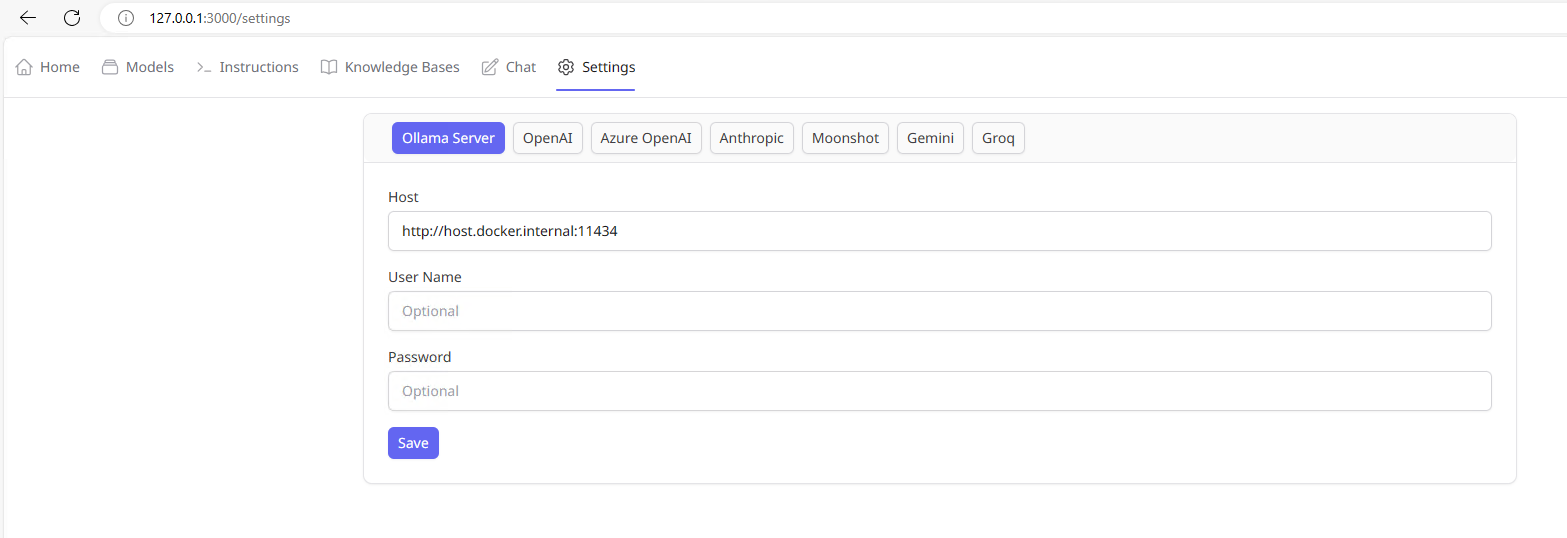 127.0.0.1:3000/settings
Home Models Instructions Knowledge Bases Chat Settings
Ollama Server OpenAI Azure OpenAI Anthropic Moonshot Gemini Groq
Host
http://host.docker.internal:11434
User Name
Optional
Password
Optional
Save